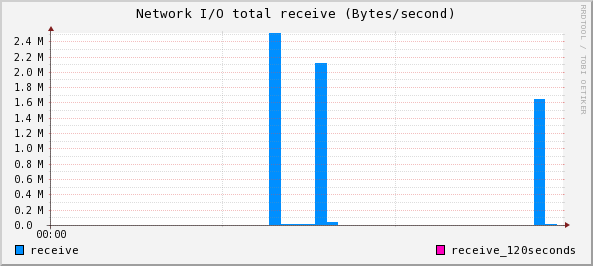 Network I/O total receive (Bytes/second)
RRDTOOL / TOBI OETIKER
2.4 M
2.2 M
2.0 M
1.8 M
1.6 M
1.4 M
1.2 M
1.0 M
0.8 M
0.6 M
0.4 M
0.2 M
0.0
00:00
receive receive_120seconds